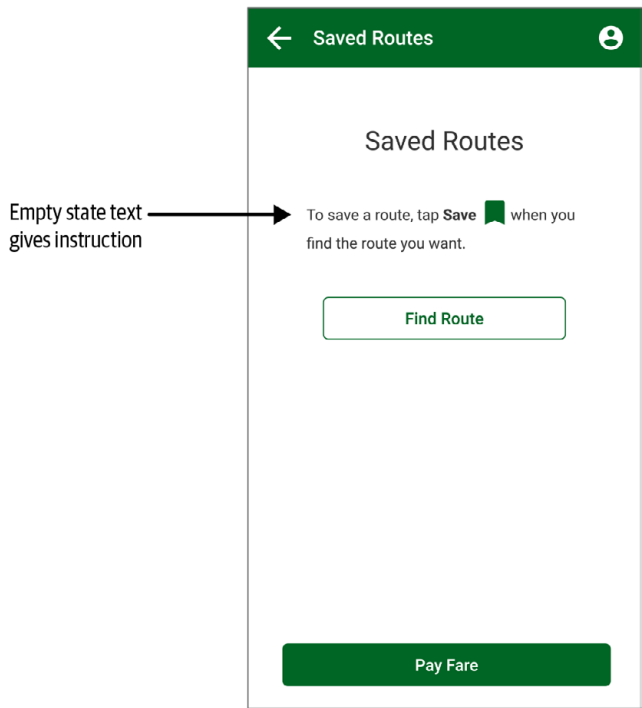 Saved Routes
Saved Routes
Empty state text
gives instruction
To save a route, tap Save when you
find the route you want.
Find Route
Pay Fare